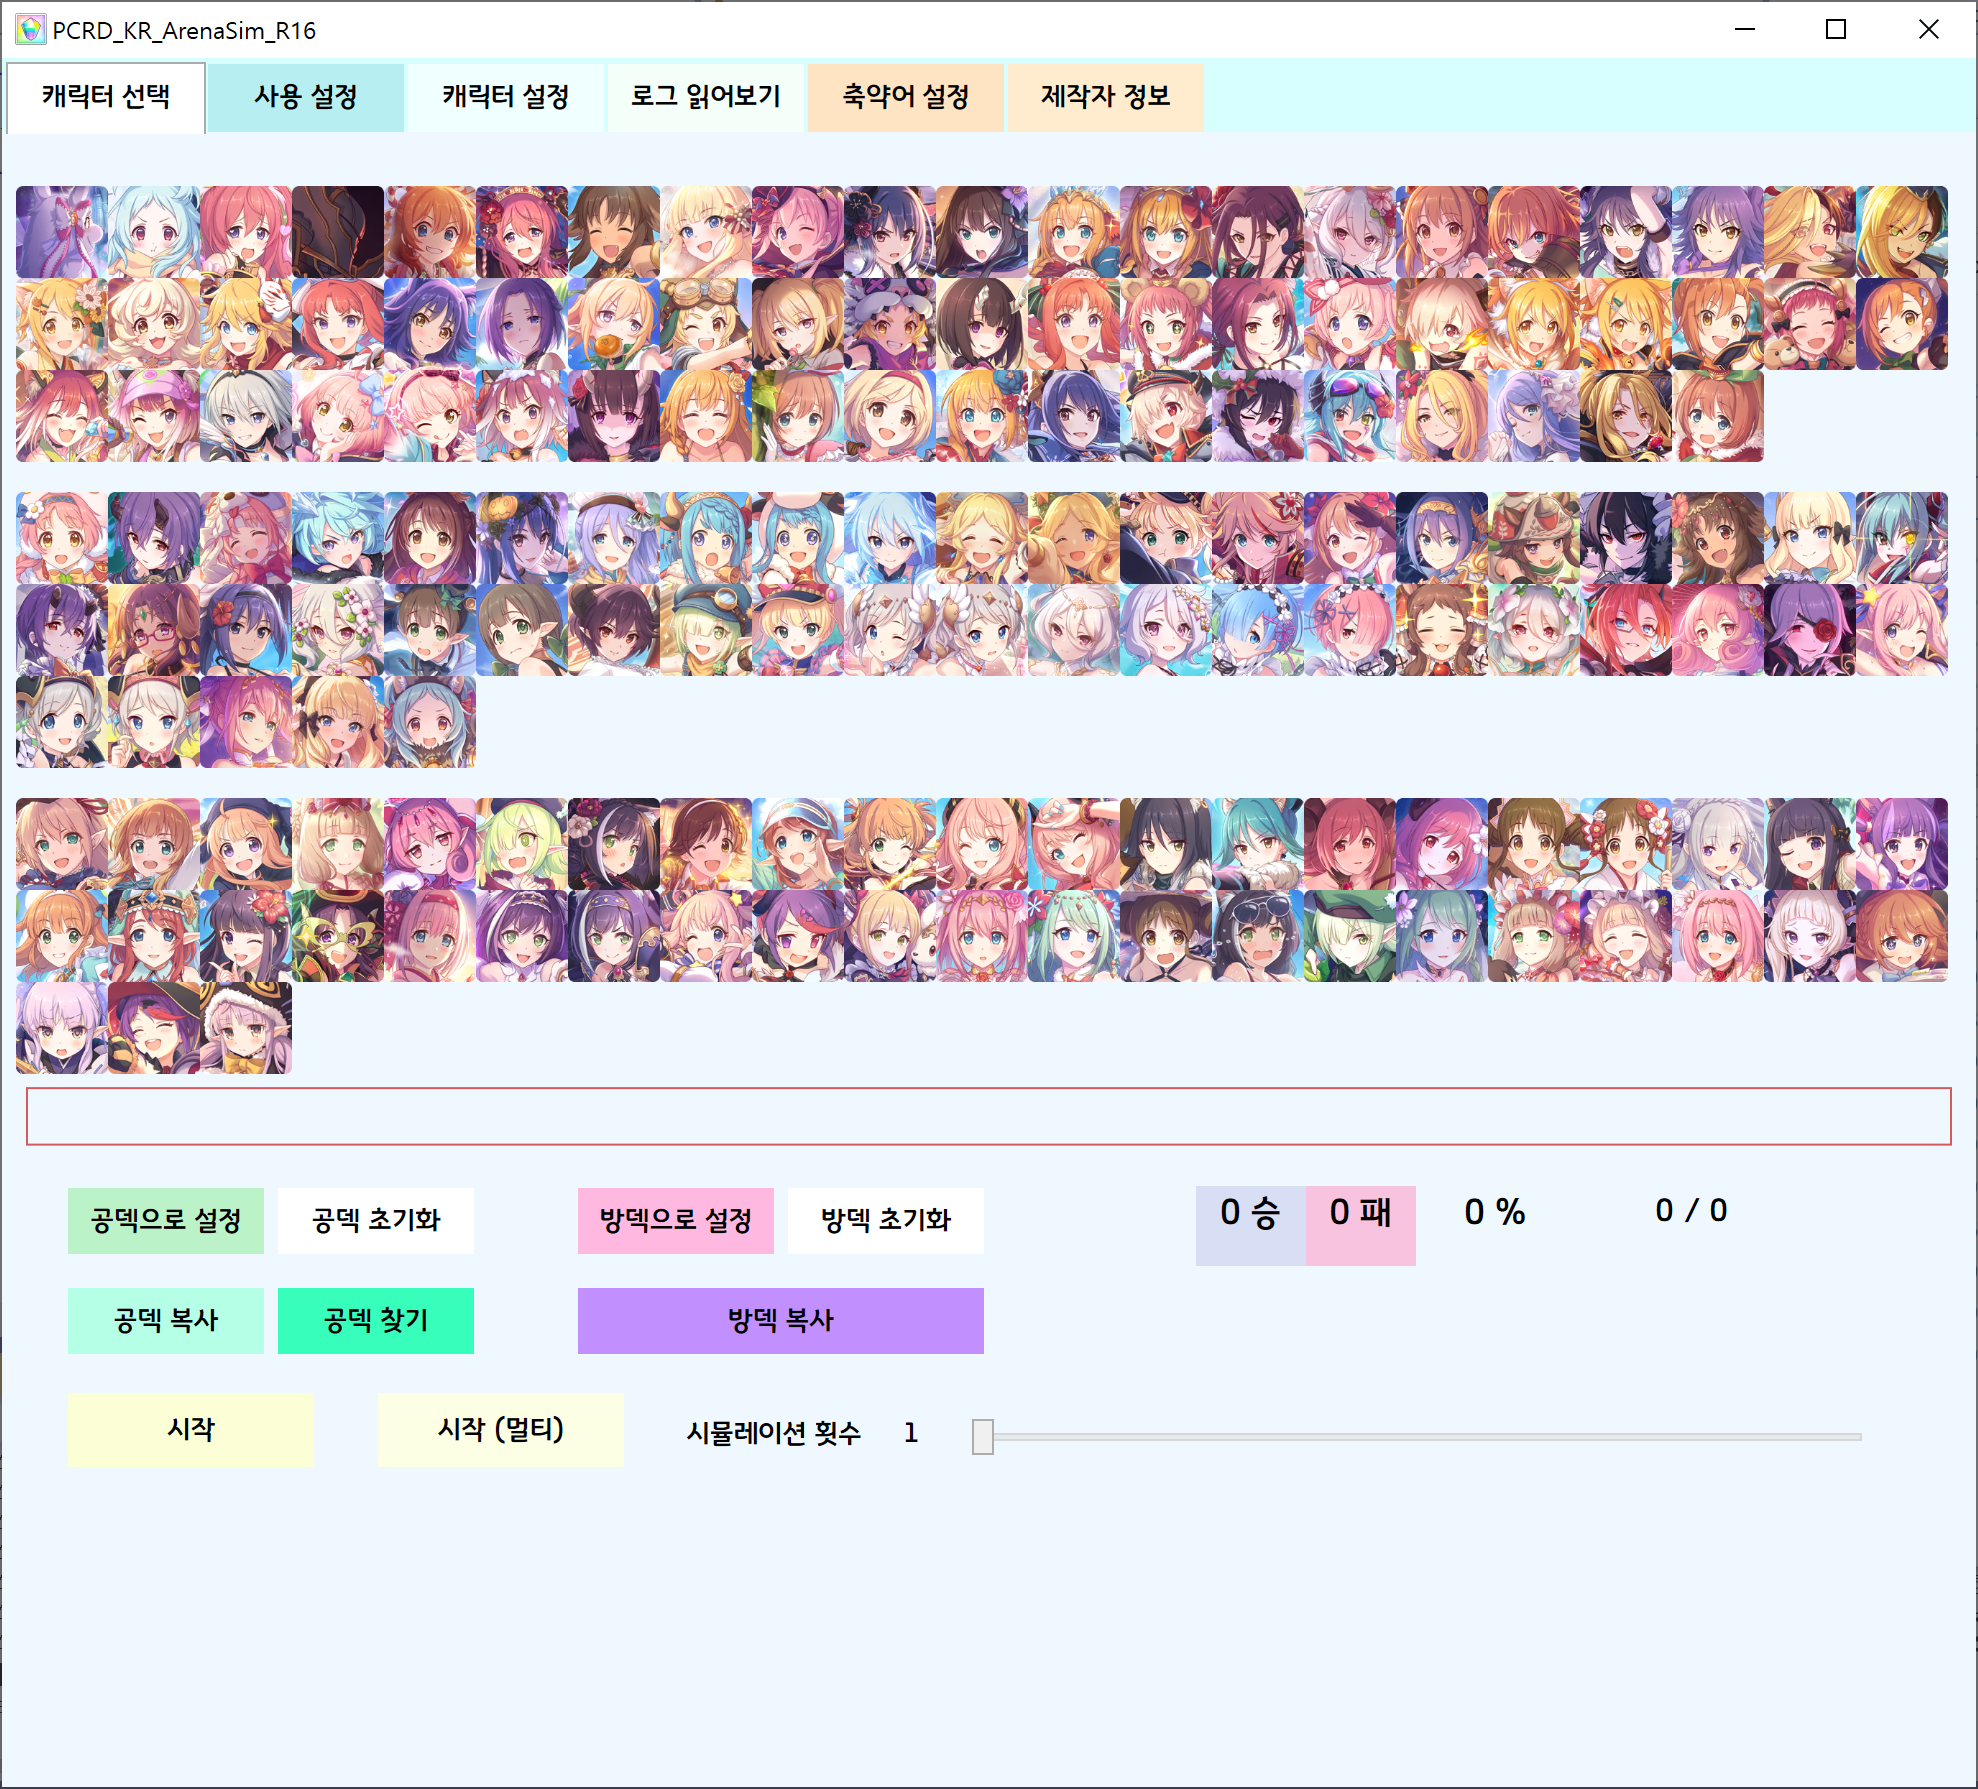 PCRD_KR_ArenaSim_R16
캐릭터 선택 사용 설정 캐릭터 설정 로그 읽어보기 축약어 설정 제작자 정보
공덱으로 설정 공덱 초기화 방덱으로 설정 방덱 초기화 0 승 0 패 0 % 0 / 0
공덱 복사 공덱 찾기 방덱 복사
시작 시작 (멀티) 시뮬레이션 횟수 1